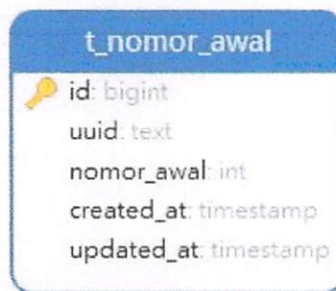 t_nomor_awal
id: bigint
uuid: text
nomor_awal: int
created_at: timestamp
updated_at: timestamp